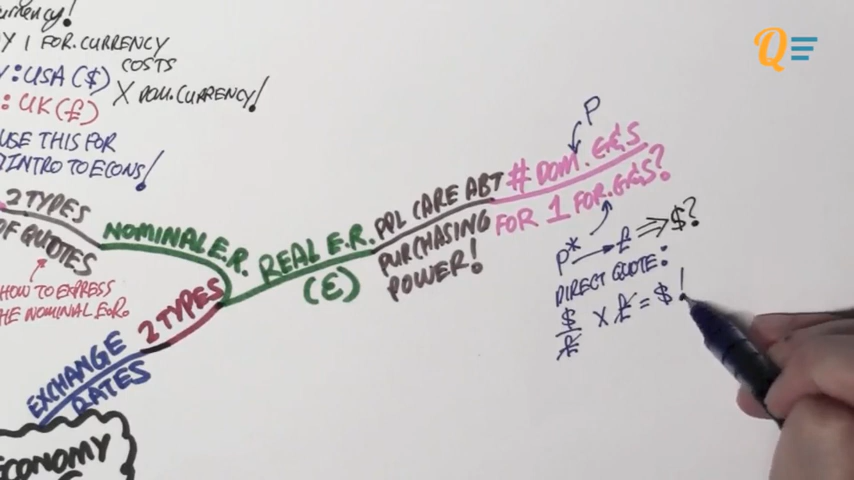 urrency!
Y 1 FOR. CURRENCY
COSTS
X DOM. CURRENCY!
Y: USA ($)
: UK (£)
USE THIS FOR
INTRO TO ECONS!
2 TYPES
OF QUOTES
HOW TO EXPRESS
HE NOMINAL E.R.
NOMINAL E.R.
REAL E.R.
(ε)
2 TYPES
EXCHANGE
RATES
ECONOMY
PPL CARE ABT
PURCHASING
POWER!
P
# DOM. G&S
FOR 1 FOR. G&S?
P* → £ ⇒ $?
DIRECT QUOTE:
$/£ X £ = $!
Q